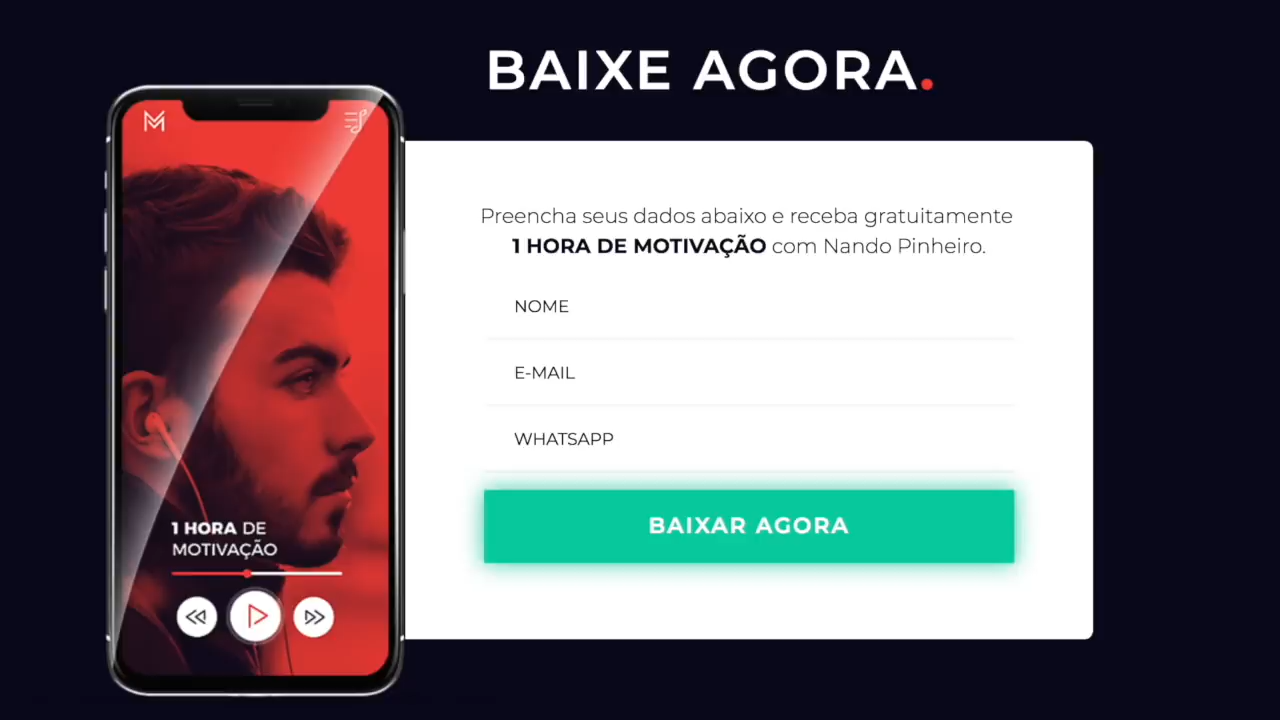 BAIXE AGORA.
Preencha seus dados abaixo e receba gratuitamente
1 HORA DE MOTIVAÇÃO com Nando Pinheiro.
NOME
E-MAIL
WHATSAPP
BAIXAR AGORA
1 HORA DE
MOTIVAÇÃO